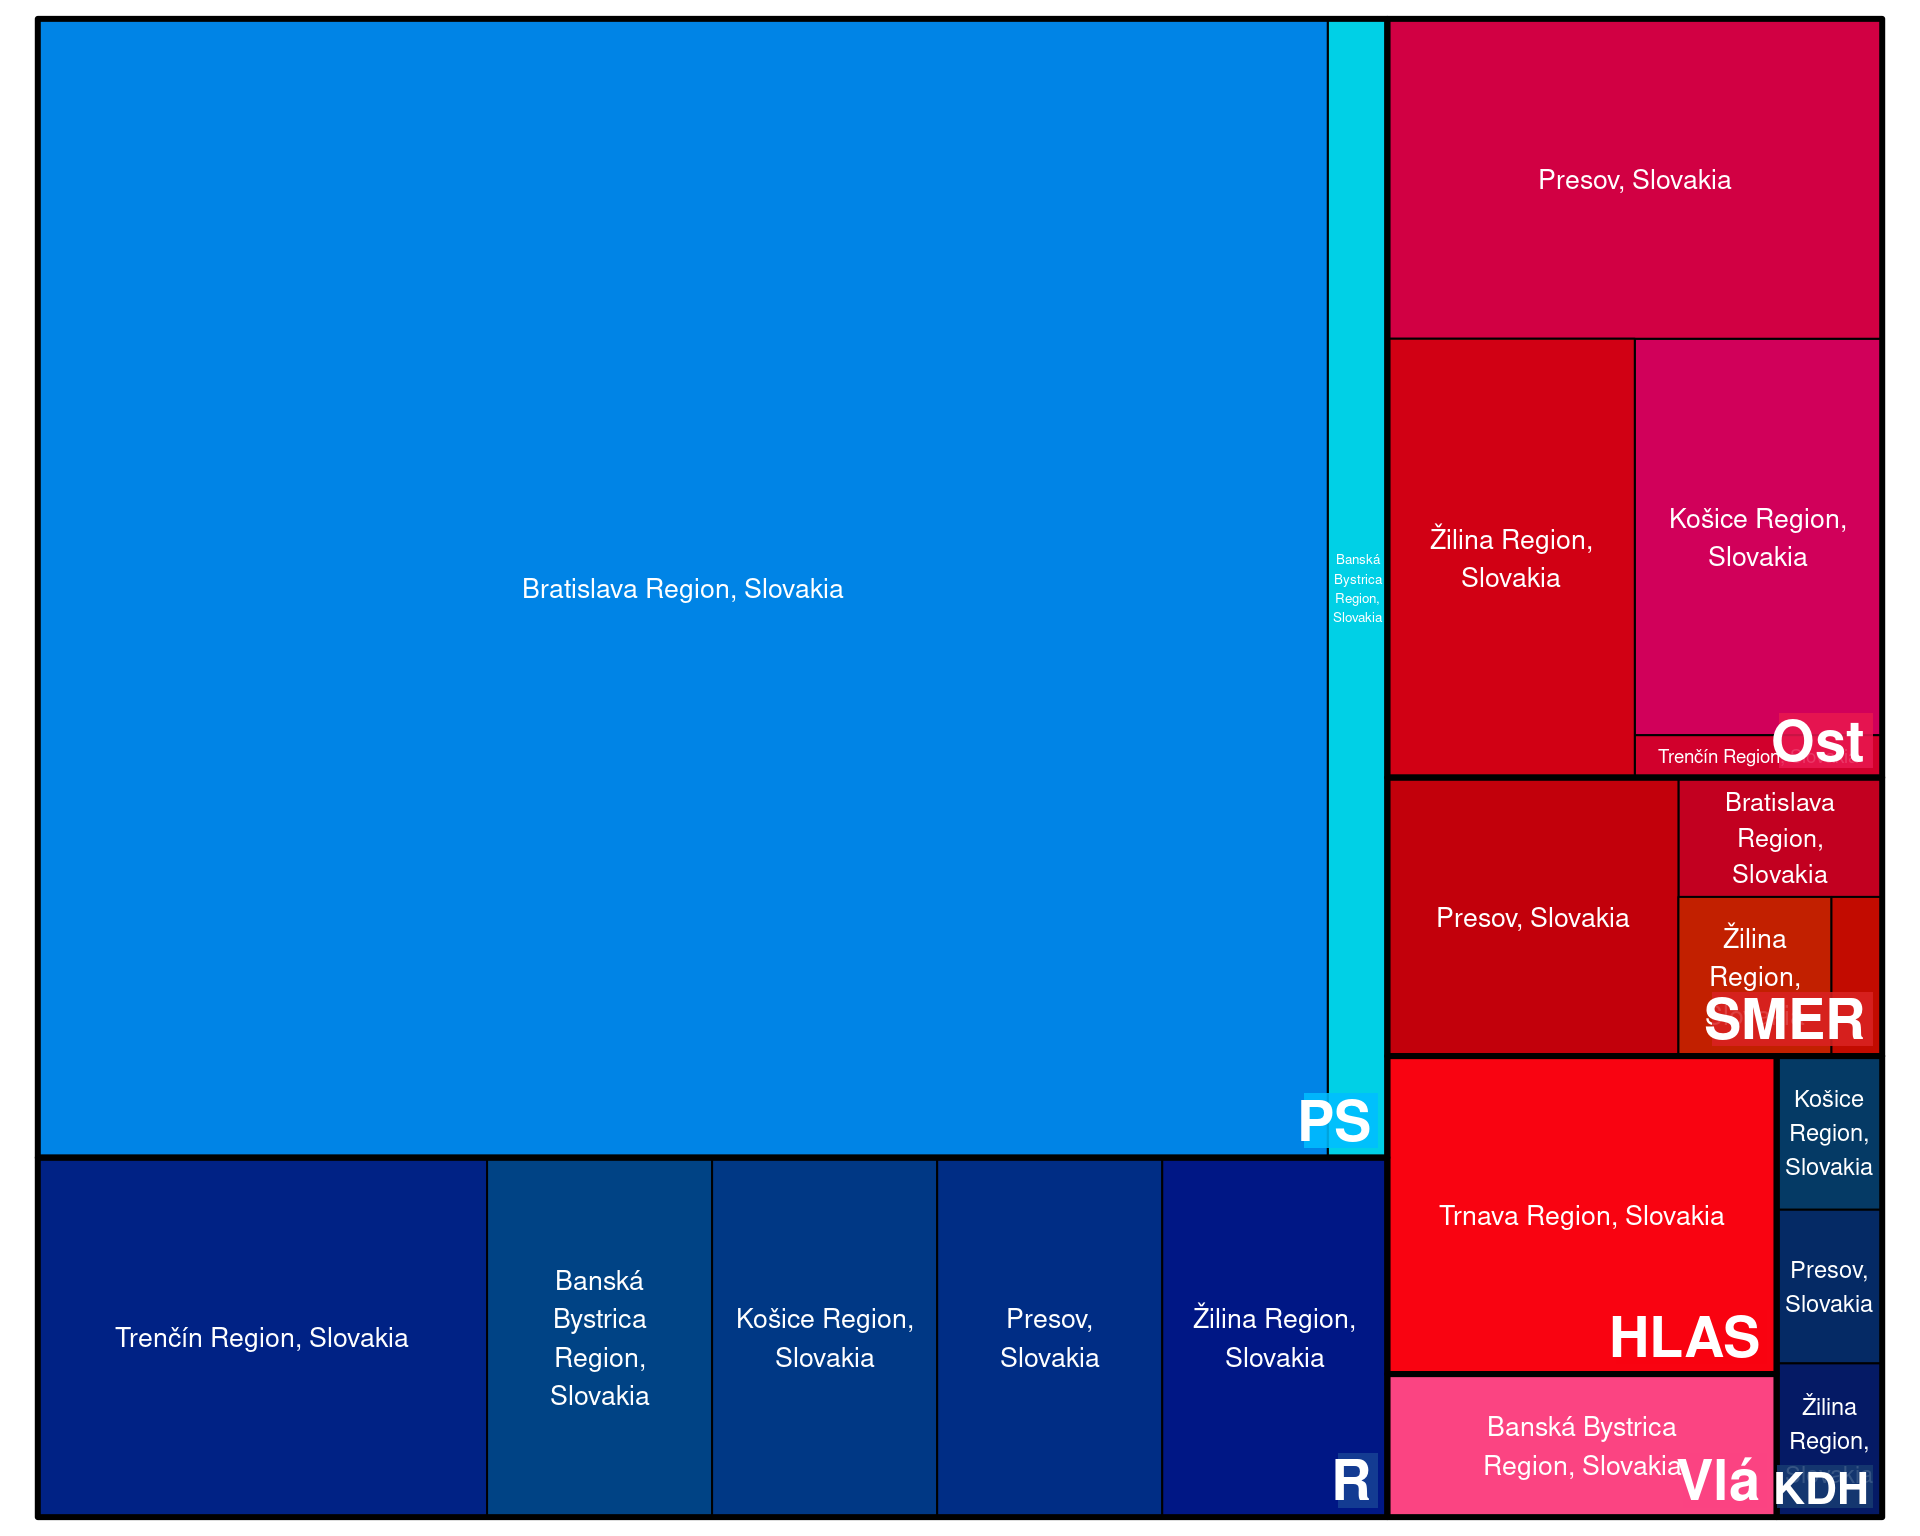 Bratislava Region, Slovakia
Banská
Bystrica
Region,
Slovakia
PS
Trenčín Region, Slovakia
Banská
Bystrica
Region,
Slovakia
Košice Region,
Slovakia
Presov,
Slovakia
Žilina Region,
Slovakia
R
Presov, Slovakia
Žilina Region,
Slovakia
Košice Region,
Slovakia
Trenčín Region
Ost
Presov, Slovakia
Bratislava
Region,
Slovakia
Žilina
Region,
SMER
Trnava Region, Slovakia
HLAS
Banská Bystrica
Region, Slovakia
Vlá
Košice
Region,
Slovakia
Presov,
Slovakia
Žilina
Region,
KDH